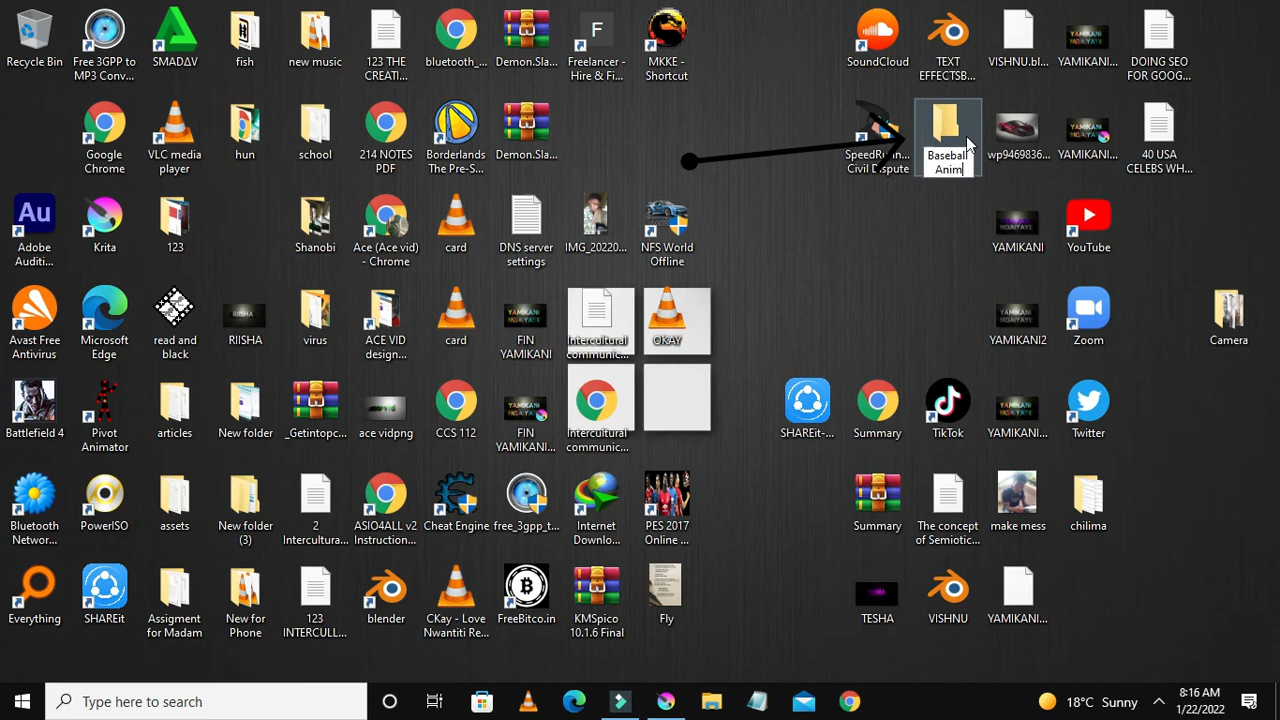 Recycle Bin
Free 3GPP to
MP3 Conv...
SMADΔV
fish
new music
123 THE
CREATI...
bluetooth_...
Demon.Sla...
F
Freelancer -
Hire & Fi...
MKKE -
Shortcut
SoundCloud
TEXT
EFFECTSB...
VISHNU.bl...
YAMIKANI...
DOING SEO
FOR GOOG...
Google
Chrome
VLC media
player
hun
school
214 NOTES
PDF
Borderlands
The Pre-S...
Demon.Sla...
SpeedRun...
Civil Dispute
Baseball
Anim
wp9469836...
YAMIKANI...
40 USA
CELEBS WH...
Au
Adobe
Auditi...
Krita
123
Shanobi
Ace (Ace vid)
- Chrome
card
DNS server
settings
IMG_20220...
NFS World
Offline
YAMIKANI
YouTube
Avast Free
Antivirus
Microsoft
Edge
read and
black
RIISHA
virus
ACE VID
design...
card
FIN
YAMIKANI
Intercultural
communic...
OKAY
YAMIKANI2
Zoom
Camera
Battlefield 4
Pivot
Animator
articles
New folder
_Getintopc...
ace vidpng
CCS 112
FIN
YAMIKANI...
Intercultural
communic...
SHAREit-...
Summary
TikTok
YAMIKANI...
Twitter
Bluetooth
Networ...
PowerISO
assets
New folder
(3)
2
Intercultura...
ASIO4ALL v2
Instruction...
Cheat Engine
free_3gpp_t...
Internet
Downlo...
PES 2017
Online ...
Summary
The concept
of Semiotic...
make mess
chilima
Everything
SHAREit
Assigment
for Madam
New for
Phone
123
INTERCULL...
blender
CKay - Love
Nwantiti Re...
FreeBitco.in
KMSpico
10.1.6 Final
Fly
TESHA
VISHNU
YAMIKANI...
Type here to search
18°C Sunny
8:16 AM
1/22/2022